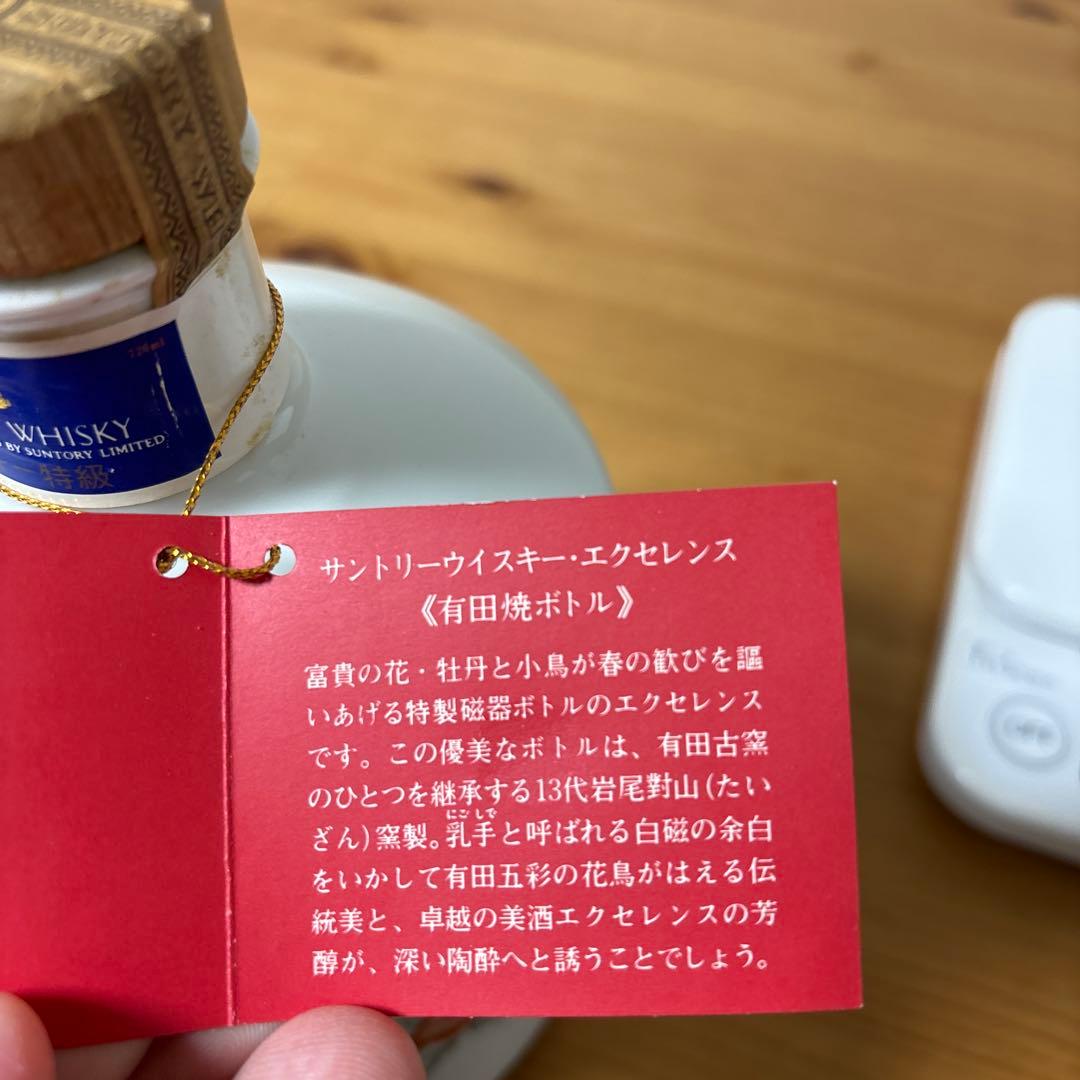 SUNTORY WHI
720ml
WHISKY
BY SUNTORY LIMITED
特級
サントリーウイスキー・エクセレンス
《有田焼ボトル》
富貴の花・牡丹と小鳥が春の歓びを謳
いあげる特製磁器ボトルのエクセレンス
です。この優美なボトルは、有田古窯
のひとつを継承する13代岩尾對山(たい
ざん)窯製。乳手と呼ばれる白磁の余白
にごしで
をいかして有田五彩の花鳥がはえる伝
統美と、卓越の美酒エクセレンスの芳
醇が、深い陶酔へと誘うことでしょう。
OFF